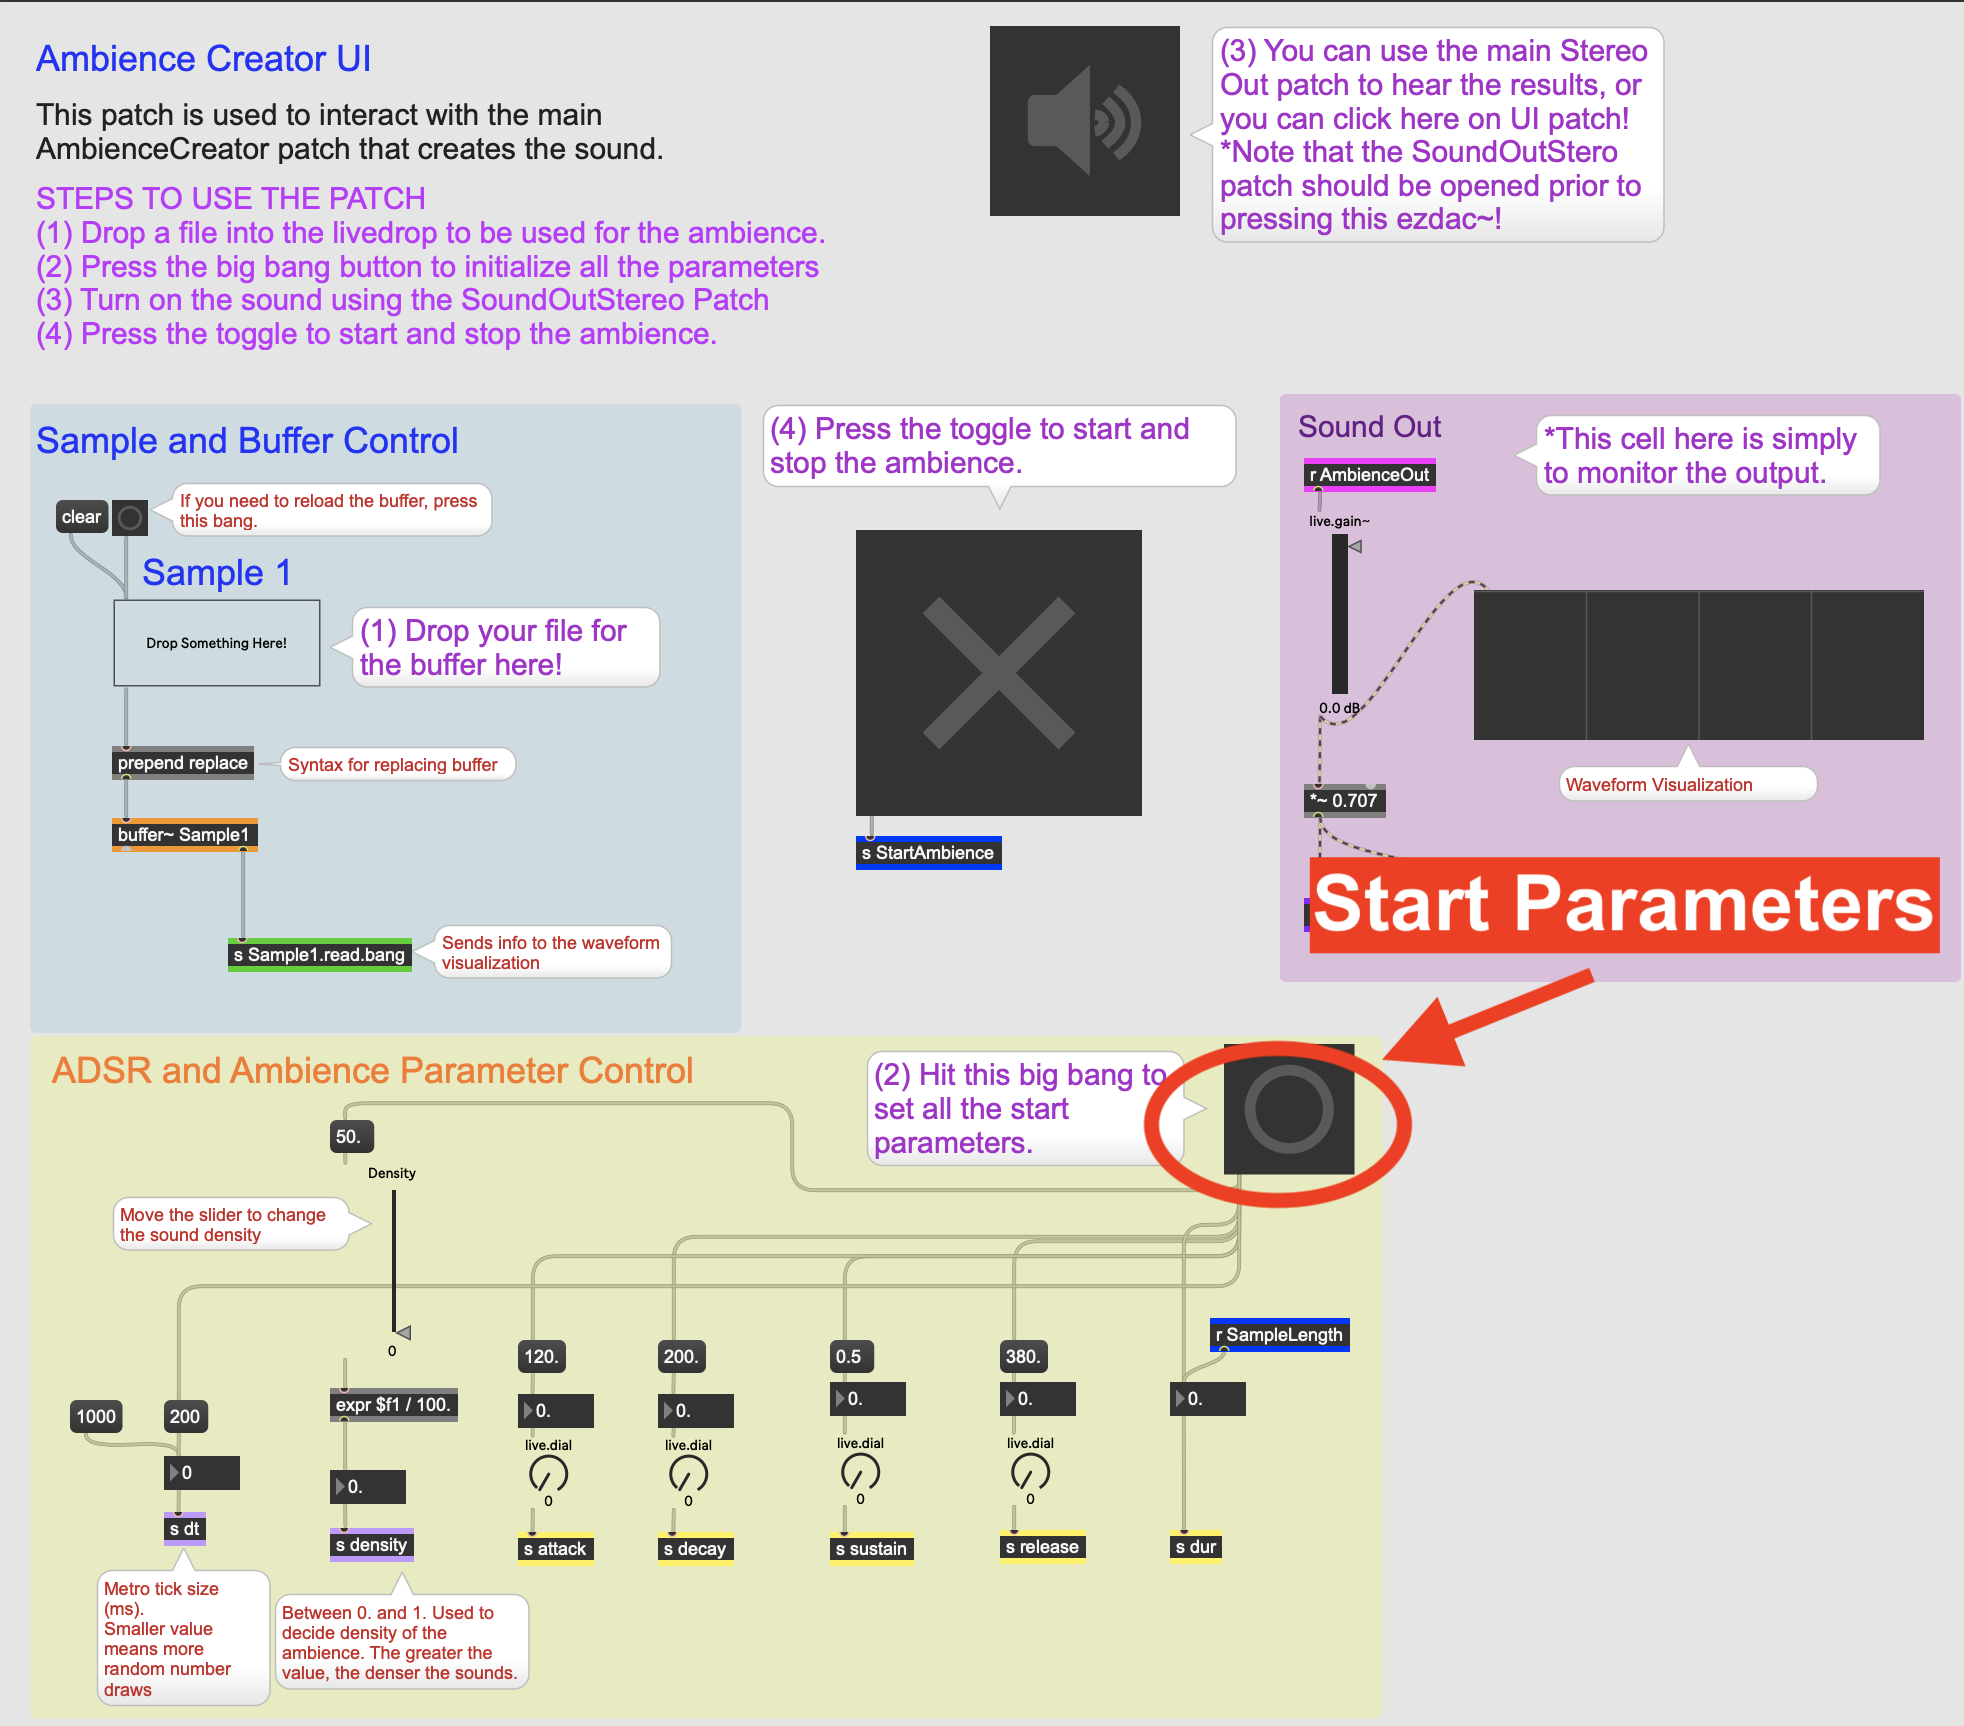 Ambience Creator UI
This patch is used to interact with the main
AmbienceCreator patch that creates the sound.
STEPS TO USE THE PATCH
(1) Drop a file into the livedrop to be used for the ambience.
(2) Press the big bang button to initialize all the parameters
(3) Turn on the sound using the SoundOutStereo Patch
(4) Press the toggle to start and stop the ambience.
(3) You can use the main Stereo
Out patch to hear the results, or
you can click here on UI patch!
*Note that the SoundOutStero
patch should be opened prior to
pressing this ezdac~!
Sample and Buffer Control
clear
If you need to reload the buffer, press
this bang.
Sample 1
Drop Something Here!
(1) Drop your file for
the buffer here!
prepend replace
Syntax for replacing buffer
buffer~ Sample1
s Sample1.read.bang
Sends info to the waveform
visualization
(4) Press the toggle to start and
stop the ambience.
s StartAmbience
Sound Out
*This cell here is simply
to monitor the output.
r AmbienceOut
live.gain~
0.0 dB
Waveform Visualization
*~ 0.707
Start Parameters
ADSR and Ambience Parameter Control
(2) Hit this big bang to
set all the start
parameters.
50.
Density
Move the slider to change
the sound density
0
r SampleLength
120.
200.
0.5
380.
1000
200
expr $f1 / 100.
0.
0.
0.
0.
0.
live.dial
live.dial
live.dial
live.dial
0
0.
0
0
0
0
s dt
s density
s attack
s decay
s sustain
s release
s dur
Metro tick size
(ms).
Smaller value
means more
random number
draws
Between 0. and 1. Used to
decide density of the
ambience. The greater the
value, the denser the sounds.